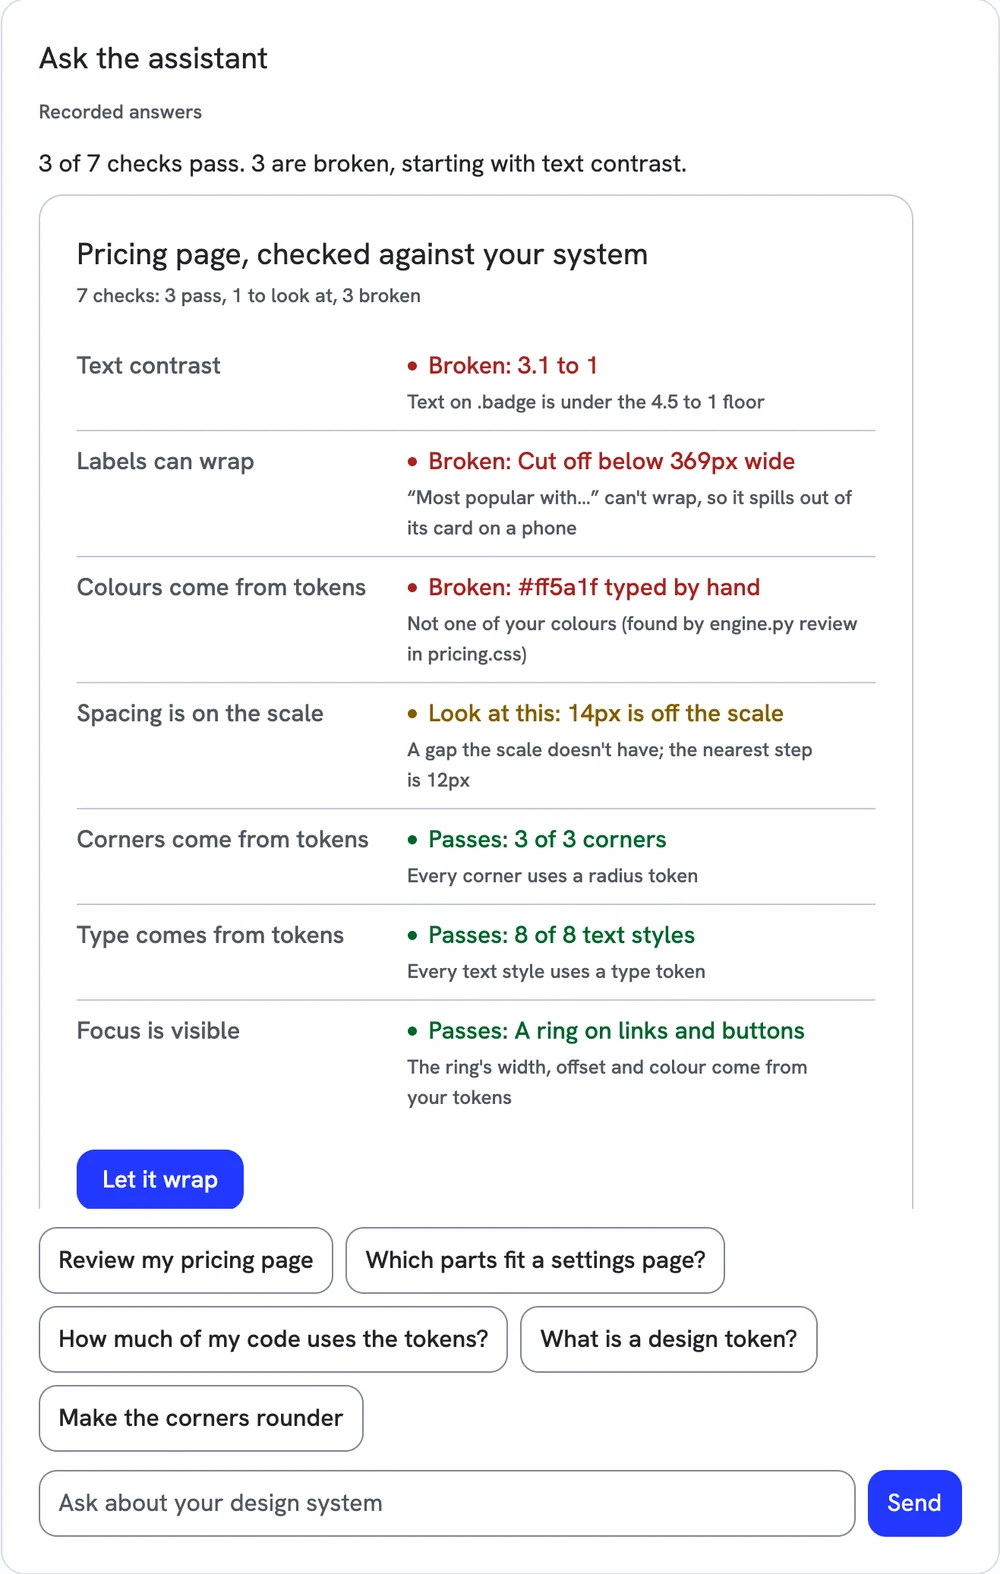 Ask the assistant
Recorded answers
3 of 7 checks pass. 3 are broken, starting with text contrast.
Pricing page, checked against your system
7 checks: 3 pass, 1 to look at, 3 broken
Text contrast
• Broken: 3.1 to 1
Text on .badge is under the 4.5 to 1 floor
Labels can wrap
• Broken: Cut off below 369px wide
“Most popular with…” can't wrap, so it spills out of
its card on a phone
Colours come from tokens
• Broken: #ff5a1f typed by hand
Not one of your colours (found by engine.py review
in pricing.css)
Spacing is on the scale
• Look at this: 14px is off the scale
A gap the scale doesn't have; the nearest step
is 12px
Corners come from tokens
• Passes: 3 of 3 corners
Every corner uses a radius token
Type comes from tokens
• Passes: 8 of 8 text styles
Every text style uses a type token
Focus is visible
• Passes: A ring on links and buttons
The ring's width, offset and colour come from
your tokens
Let it wrap
Review my pricing page
Which parts fit a settings page?
How much of my code uses the tokens?
What is a design token?
Make the corners rounder
Ask about your design system
Send